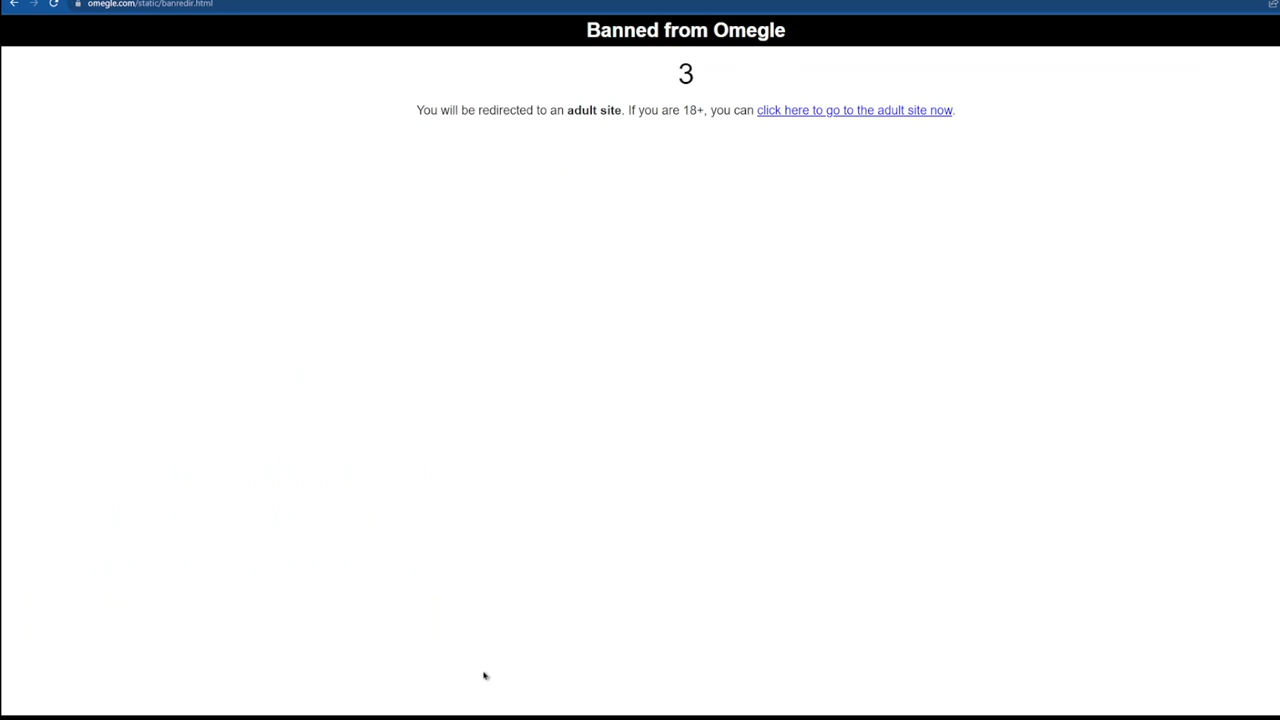 omegle.com/static/banredir.html
Banned from Omegle
3
You will be redirected to an adult site. If you are 18+, you can click here to go to the adult site now.